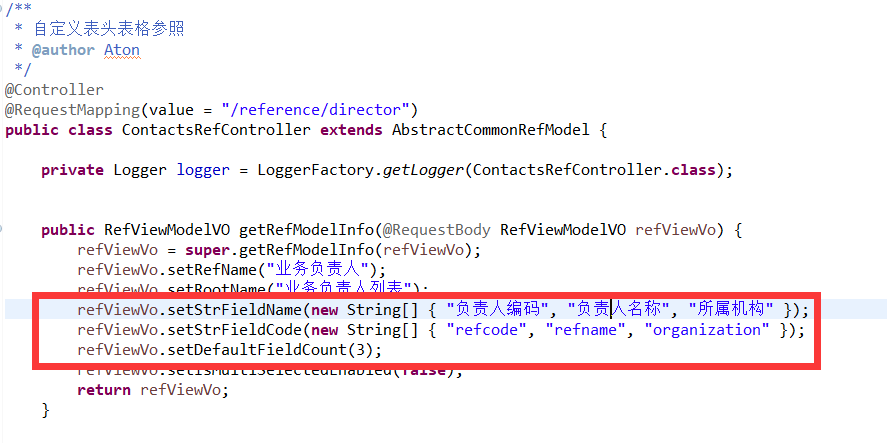 /**
* 自定义表头表格参照
* @author Aton
*/
@Controller
@RequestMapping(value = "/reference/director")
public class ContactsRefController extends AbstractCommonRefModel {
private Logger logger = LoggerFactory.getLogger(ContactsRefController.class);
public RefViewModelVO getRefModelInfo(@RequestBody RefViewModelVO refViewVo) {
refViewVo = super.getRefModelInfo(refViewVo);
refViewVo.setRefName("业务负责人");
refViewVo.setRootName("业务负责人列表");
refViewVo.setStrFieldName(new String[] { "负责人编码", "负责人名称", "所属机构" });
refViewVo.setStrFieldCode(new String[] { "refcode", "refname", "organization" });
refViewVo.setDefaultFieldCount(3);
refViewVo.setIsMultiSelectedEnabled(false);
return refViewVo;
}